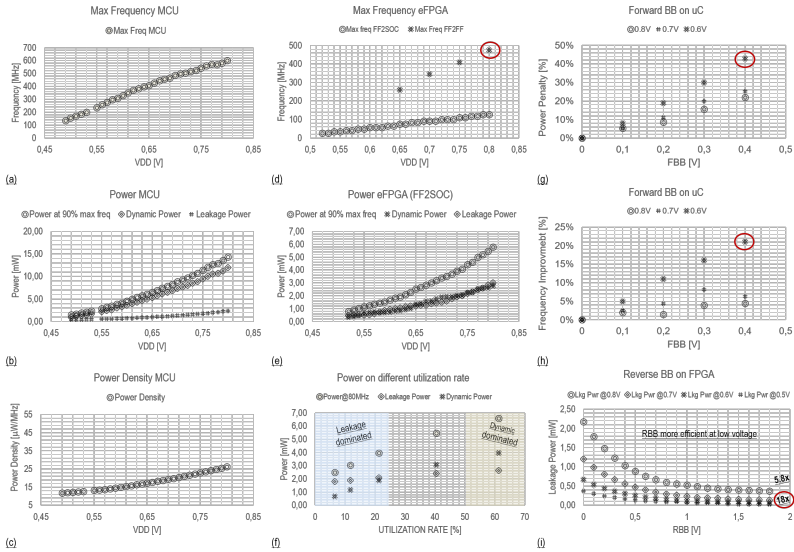 Max Frequency MCU
Max Freq MCU
700
600
500
400
300
200
100
0
Frequency [MHz]
0,45 0,55 0,65 0,75 0,85
VDD [V]
(a)
Max Frequency eFPGA
Max freq FF2SOC Max Freq FF2FF
500
400
300
200
100
0
Frequency [MHz]
0,5 0,6 0,7 0,8 0,9
VDD [V]
(d)
Forward BB on uC
0.8V 0.7V 0.6V
50%
40%
30%
20%
10%
0%
Power Penalty [%]
0 0,1 0,2 0,3 0,4 0,5
FBB [V]
(g)
Power MCU
Power at 90% max freq Dynamic Power Leakage Power
20,00
15,00
10,00
5,00
0,00
Power [mW]
0,45 0,55 0,65 0,75 0,85
VDD [V]
(b)
Power eFPGA (FF2SOC)
Power at 90% max freq Dynamic Power Leakage Power
7,00
6,00
5,00
4,00
3,00
2,00
1,00
0,00
Power [mW]
0,45 0,55 0,65 0,75 0,85
VDD [V]
(e)
Forward BB on uC
0.8V 0.7V 0.6V
25%
20%
15%
10%
5%
0%
Frequency Improvmebt [%]
0 0,1 0,2 0,3 0,4 0,5
FBB [V]
(h)
Power Density MCU
Power Density
55
45
35
25
15
5
Power Density [µW/MHz]
0,45 0,55 0,65 0,75 0,85
VDD [V]
(c)
Power on different utilization rate
Power@80MHz Leakage Power Dynamic Power
7,00
6,00
5,00
4,00
3,00
2,00
1,00
0,00
Power [mW]
Leakage
dominated
Dynamic
dominated
0 10 20 30 40 50 60 70
UTILIZATION RATE [%]
(f)
Reverse BB on FPGA
Lkg Pwr @0.8V Lkg Pwr @0.7V Lkg Pwr @0.6V Lkg Pwr @0.5V
2,50
2,00
1,50
1,00
0,50
0,00
Leakage Power [mW]
RBB more efficient at low voltage
5.8x
18x
0 0,5 1 1,5 2
RBB [V]
(i)